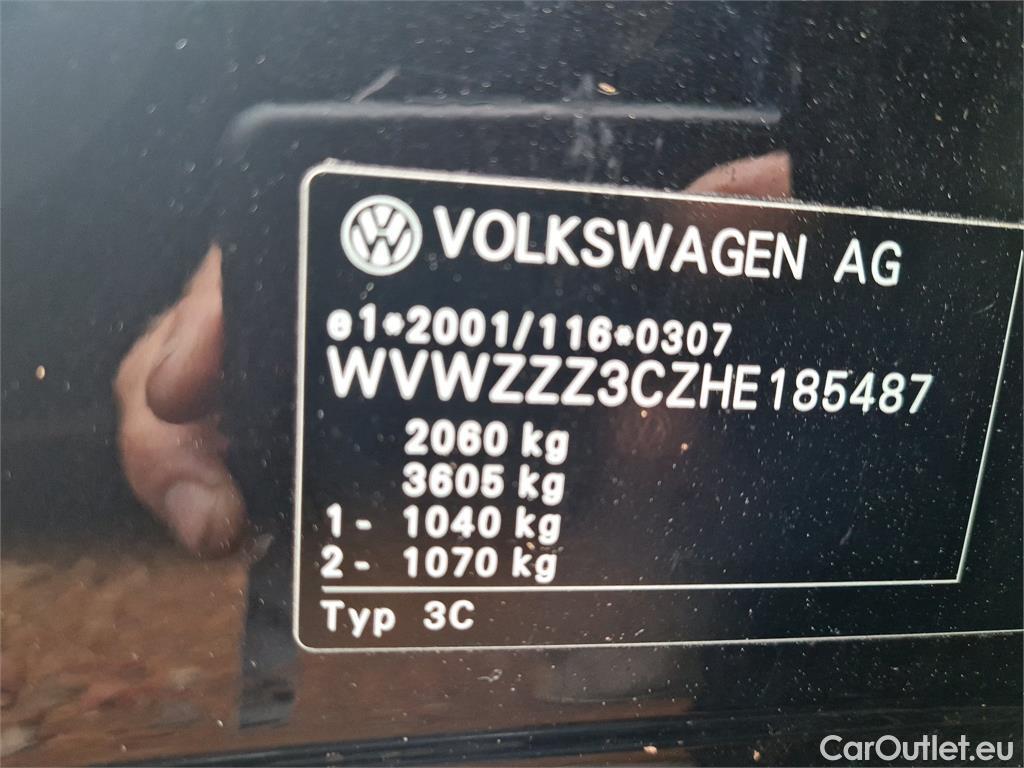 VOLKSWAGEN AG
e1*2001/116*0307
WVWZZZ3CZHE185487
2060 kg
3605 kg
1- 1040 kg
2- 1070 kg
Typ 3C
CarOutlet.eu